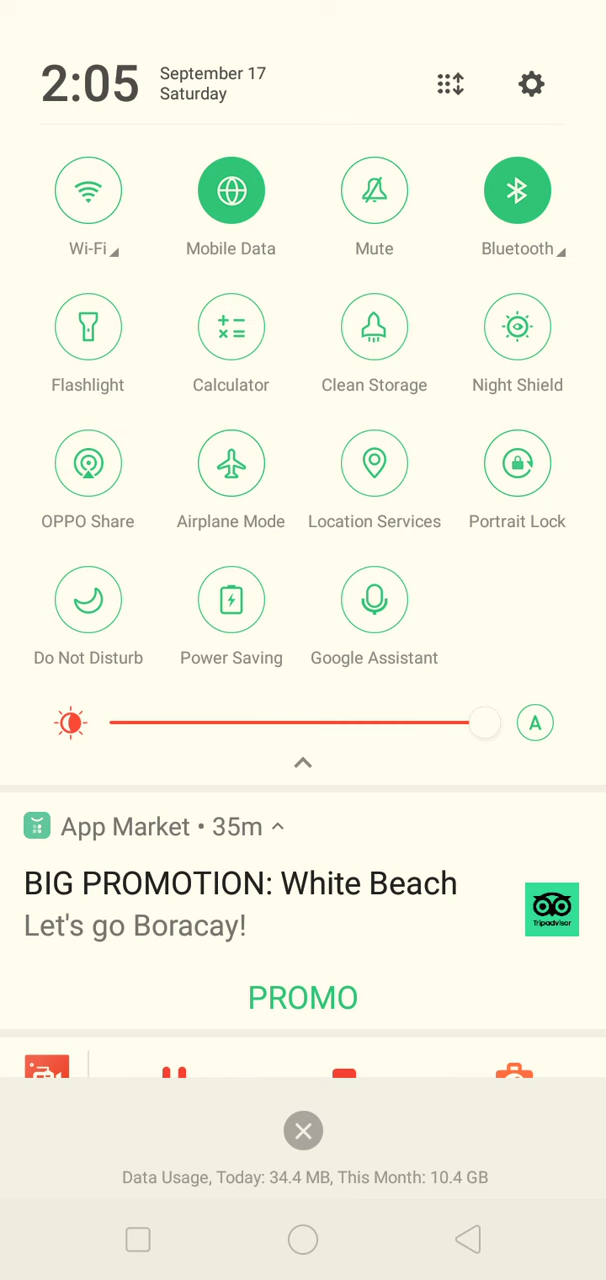 2:05
September 17
Saturday
Wi-Fi
Mobile Data
Mute
Bluetooth
Flashlight
Calculator
Clean Storage
Night Shield
OPPO Share
Airplane Mode
Location Services
Portrait Lock
Do Not Disturb
Power Saving
Google Assistant
A
App Market • 35m
BIG PROMOTION: White Beach
Let's go Boracay!
Tripadvisor
PROMO
Data Usage, Today: 34.4 MB, This Month: 10.4 GB